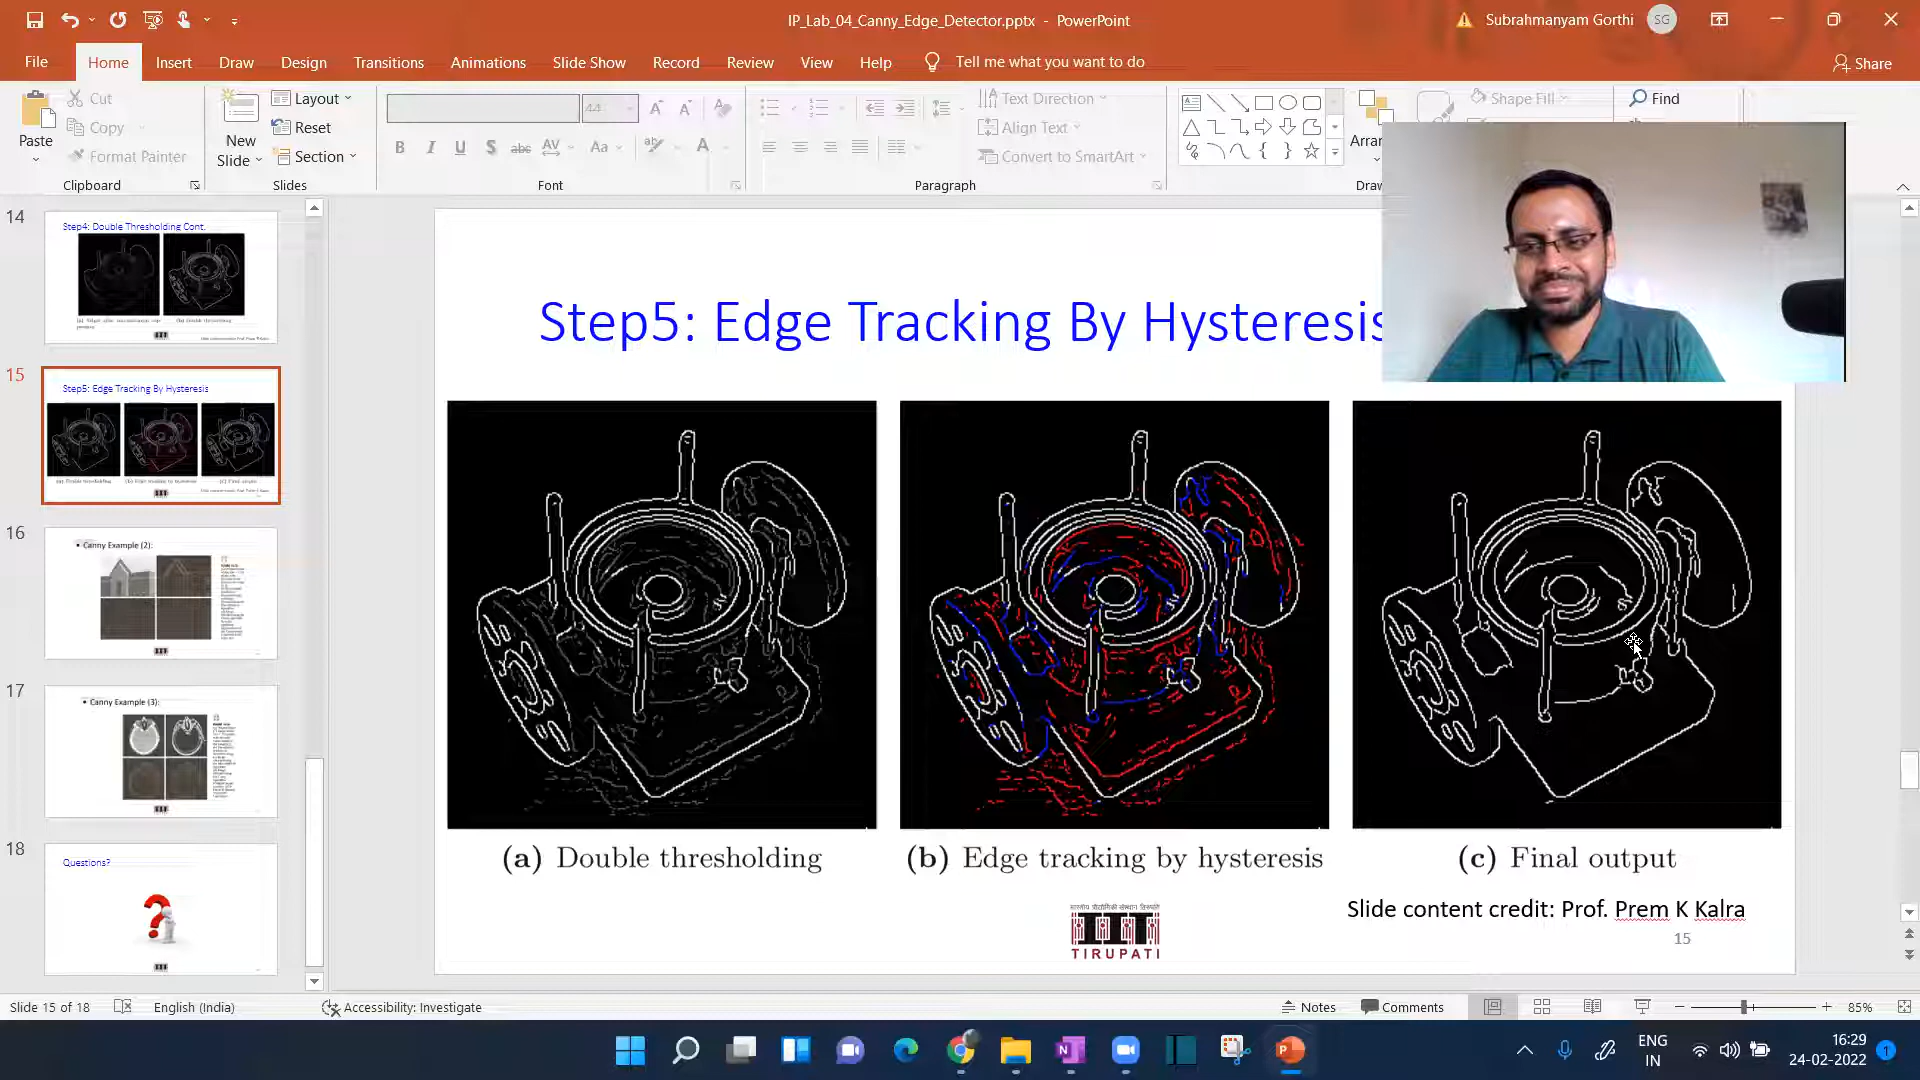 IP_Lab_04_Canny_Edge_Detector.pptx - PowerPoint
Subrahmanyam Gorthi
SG
File
Home
Insert
Draw
Design
Transitions
Animations
Slide Show
Record
Review
View
Help
Tell me what you want to do
Share
Paste
Cut
Copy
Format Painter
Clipboard
New
Slide
Layout
Reset
Section
Slides
44
Font
Text Direction
Align Text
Convert to SmartArt
Paragraph
Shape Fill
Find
14
Step4: Double Thresholding Cont.
15
Step5: Edge Tracking By Hysteresis
16
• Canny Example (2):
17
• Canny Example (3):
18
Questions?
Step5: Edge Tracking By Hysteresis
(a) Double thresholding
(b) Edge tracking by hysteresis
(c) Final output
TIRUPATI
Slide content credit: Prof. Prem K Kalra
15
Slide 15 of 18
English (India)
Accessibility: Investigate
Notes
Comments
85%
ENG
IN
16:29
24-02-2022
1